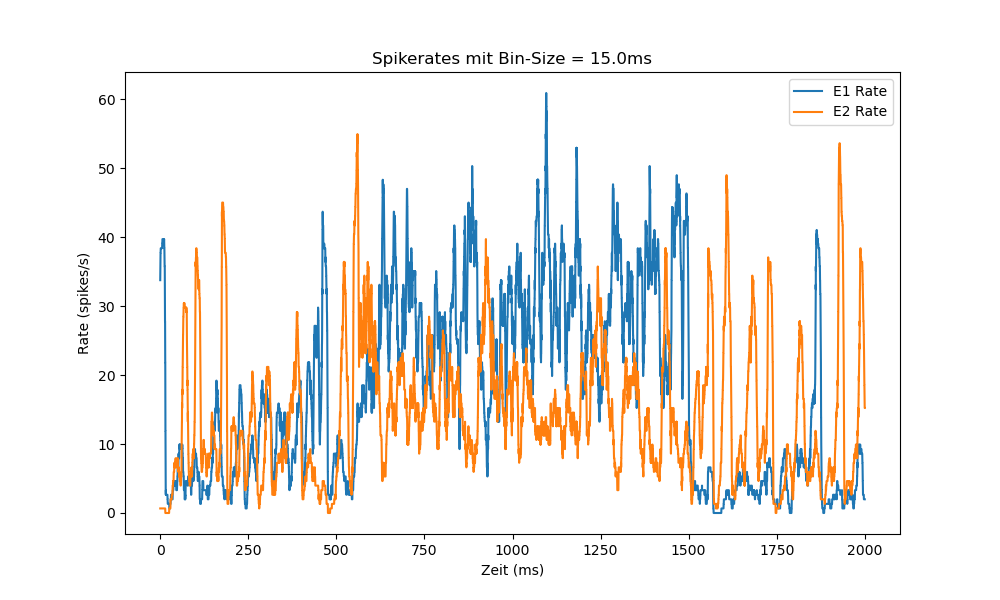 Spikerates mit Bin-Size = 15.0ms
E1 Rate
E2 Rate
60
50
40
30
20
10
0
Rate (spikes/s)
0 250 500 750 1000 1250 1500 1750 2000
Zeit (ms)